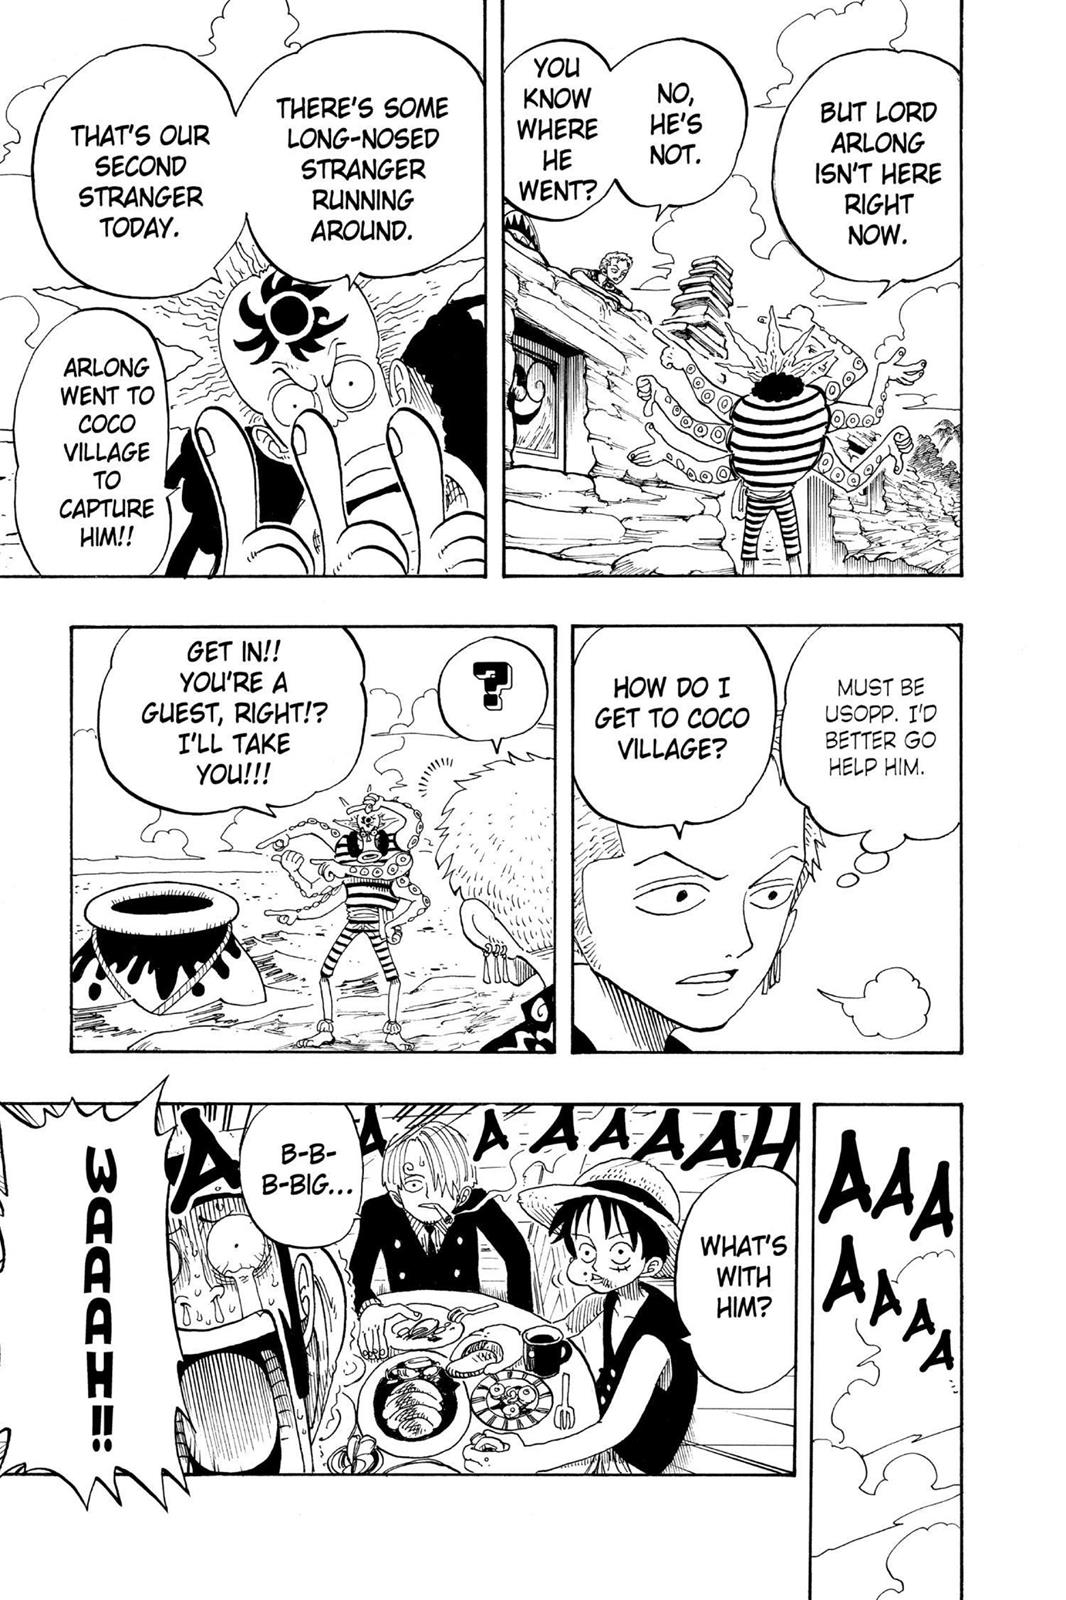 BUT LORD
ARLONG
ISN'T HERE
RIGHT
NOW.
NO,
HE'S
NOT.
YOU
KNOW
WHERE
HE
WENT?
THERE'S SOME
LONG-NOSED
STRANGER
RUNNING
AROUND.
THAT'S OUR
SECOND
STRANGER
TODAY.
ARLONG
WENT TO
COCO
VILLAGE
TO
CAPTURE
HIM!!
MUST BE
USOPP. I'D
BETTER GO
HELP HIM.
HOW DO I
GET TO COCO
VILLAGE?
?
GET IN!!
YOU'RE A
GUEST, RIGHT!?
I'LL TAKE
YOU!!!
AAA
AAAA
WHAT'S
WITH
HIM?
AAAAAAAAH
B-B-
B-BIG...
WAAAH!!